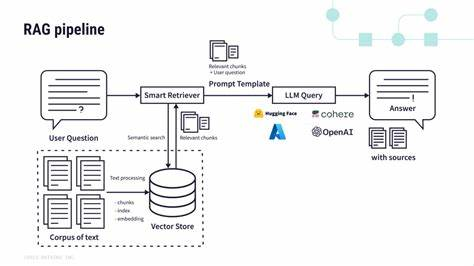 RAG pipeline
Relevant chunks
+ User question
Prompt Template
?
User Question
Smart Retriever
LLM Query
Hugging Face
cohere
OpenAI
!
Answer
with sources
Semantic search
Relevant chunks
Text processing
- chunks
- index
- embedding
Corpus of text
Vector Store